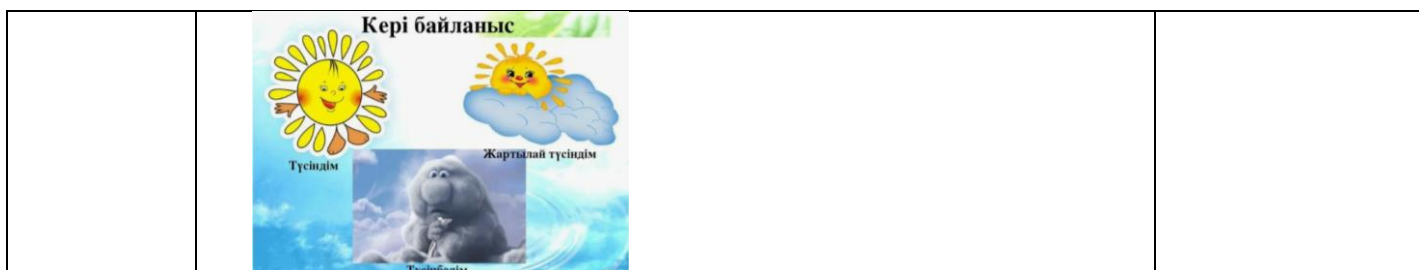 Кері байланыс
Түсіндім
Жартылай түсіндім